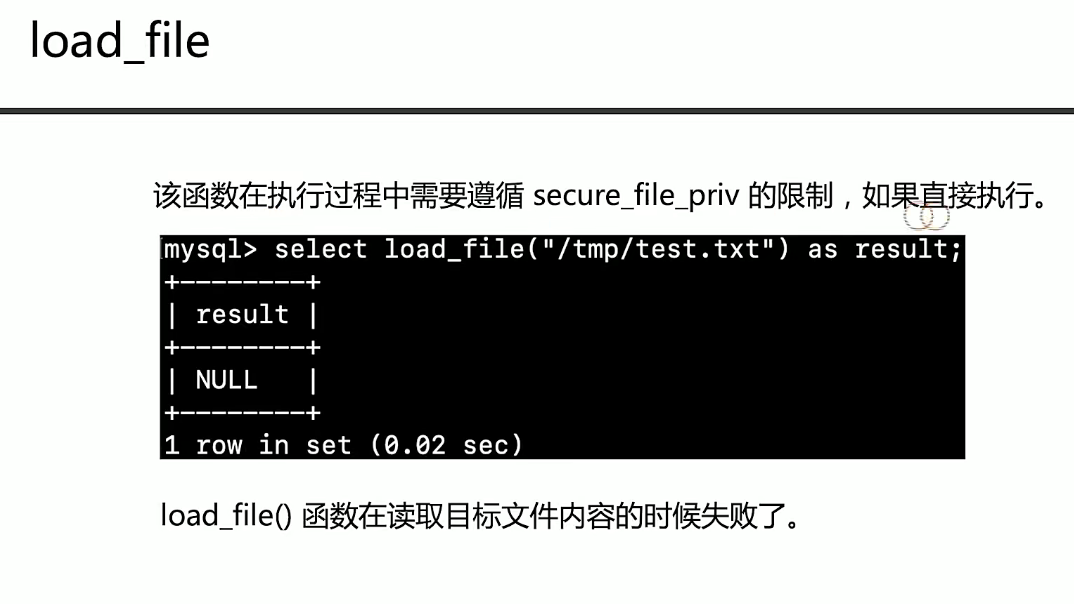 load_file
该函数在执行过程中需要遵循 secure_file_priv 的限制，如果直接执行。
mysql> select load_file("/tmp/test.txt") as result;
+--------+
| result |
+--------+
| NULL   |
+--------+
1 row in set (0.02 sec)
load_file() 函数在读取目标文件内容的时候失败了。